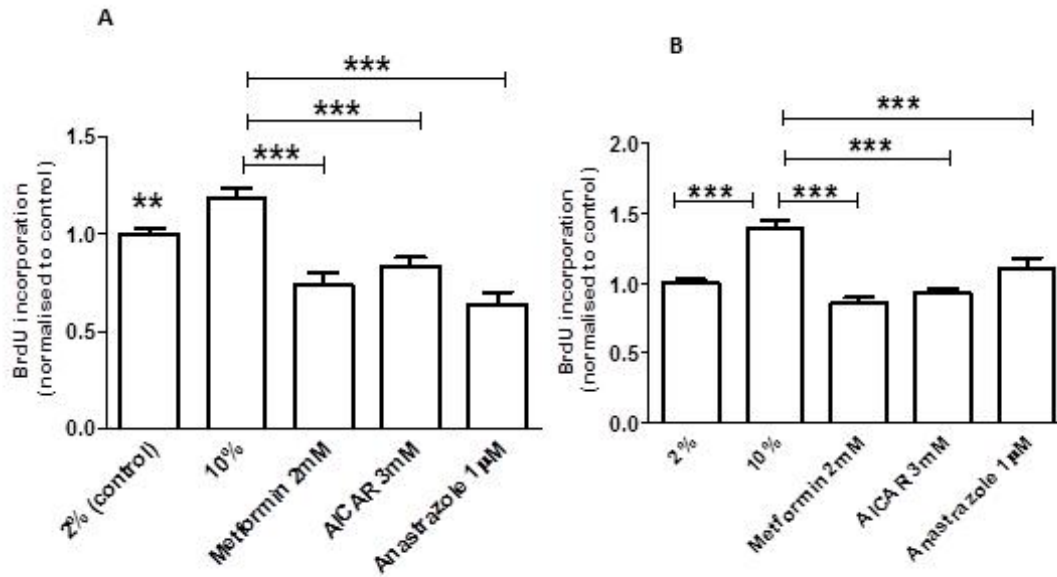 A
***
***
***
**
BrdU incorporation
(normalised to control)
1.5
1.0
0.5
0.0
2% (control)
10%
Metformin 2mM
AICAR 3mM
Anastrazole 1µM
B
***
***
***
***
BrdU incorporation
(normalised to control)
2.0
1.5
1.0
0.5
0.0
2%
10%
Metformin 2mM
AICAR 3mM
Anastrazole 1µM